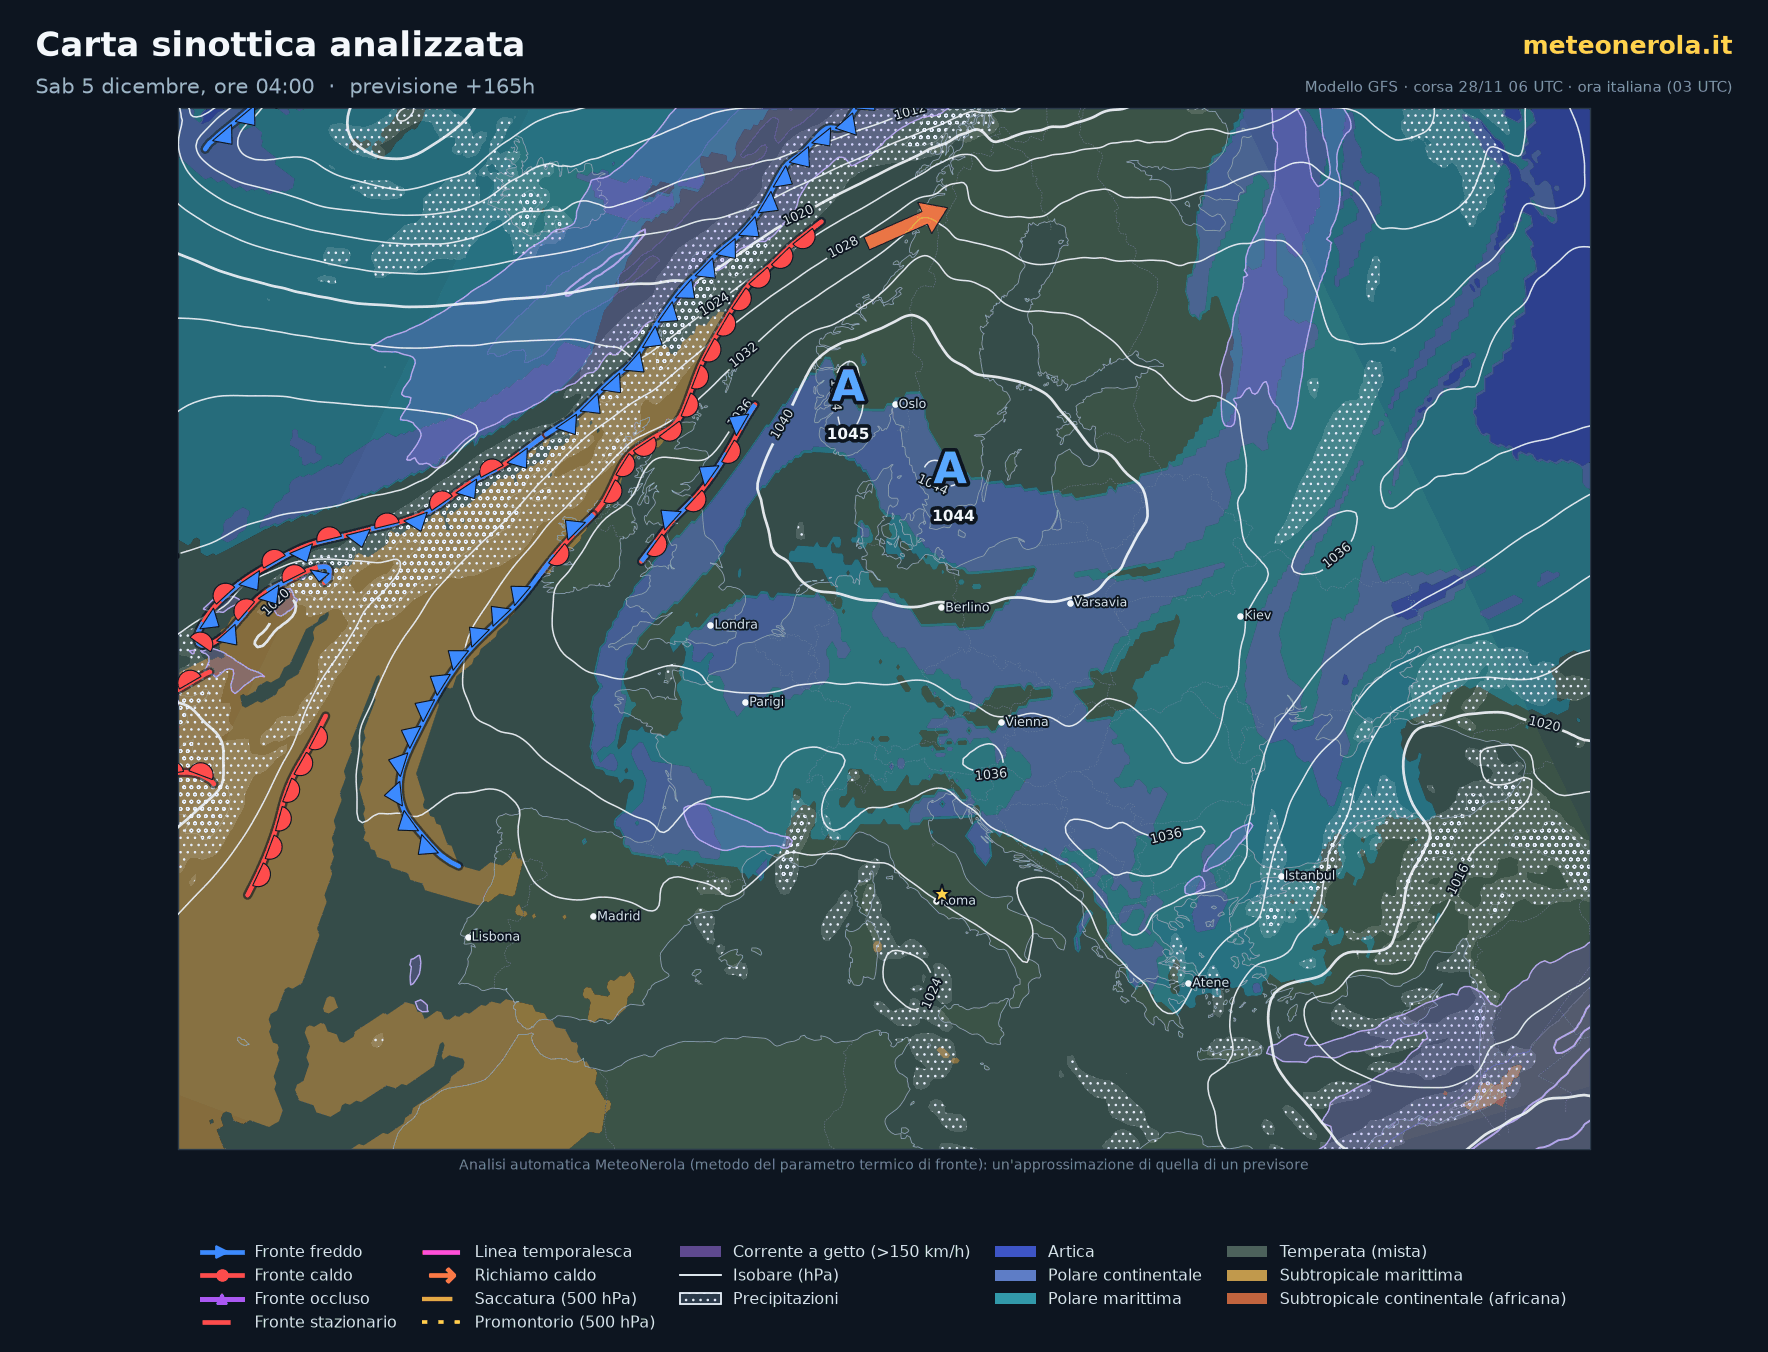 Carta sinottica analizzata
meteonerola.it
Sab 5 dicembre, ore 04:00 · previsione +165h
Modello GFS · corsa 28/11 06 UTC · ora italiana (03 UTC)
1012
1020
1028
1024
1032
1040
A
Oslo
1045
A
1044
1044
1036
1020
Berlino
Varsavia
Kiev
Londra
Parigi
Vienna
1020
1036
1036
Istanbul
1016
Roma
Madrid
Lisbona
Atene
1024
Analisi automatica MeteoNerola (metodo del parametro termico di fronte): un'approssimazione di quella di un previsore
Fronte freddo
Linea temporalesca
Corrente a getto (>150 km/h)
Artica
Temperata (mista)
Fronte caldo
Richiamo caldo
Isobare (hPa)
Polare continentale
Subtropicale marittima
Fronte occluso
Saccatura (500 hPa)
Precipitazioni
Polare marittima
Subtropicale continentale (africana)
Fronte stazionario
Promontorio (500 hPa)